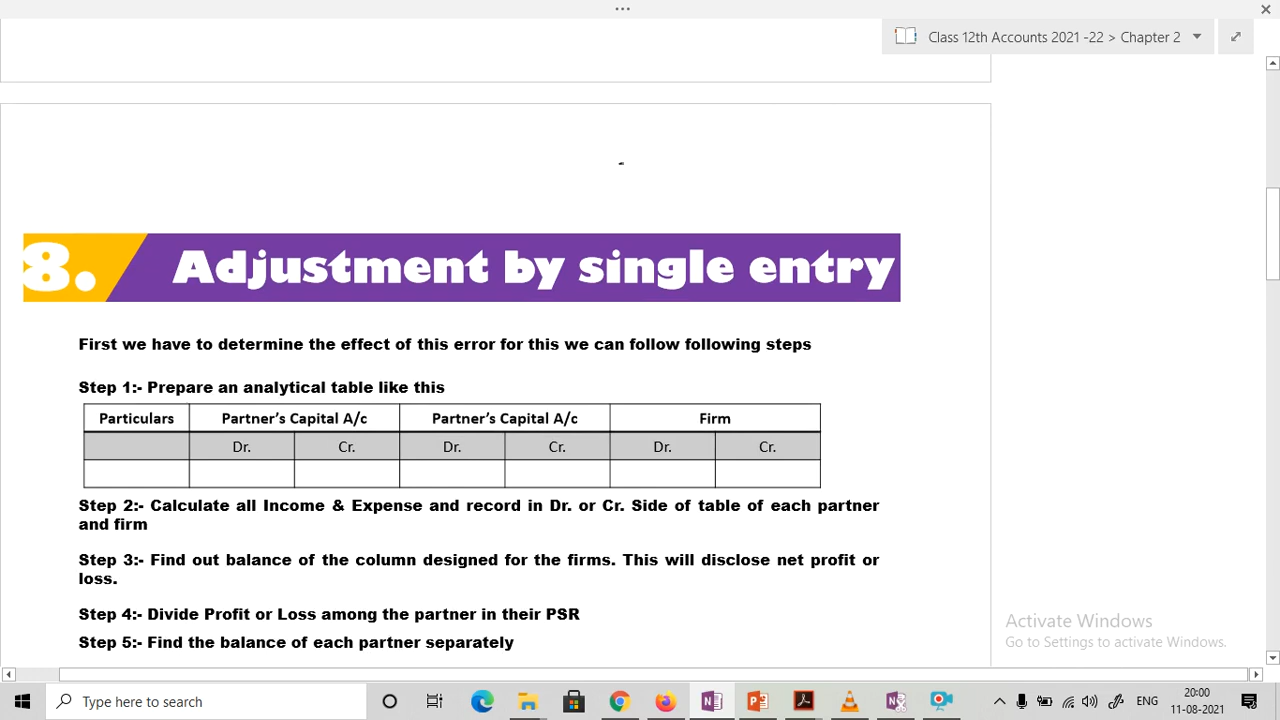 Class 12th Accounts 2021 -22 > Chapter 2
8. Adjustment by single entry
First we have to determine the effect of this error for this we can follow following steps
Step 1:- Prepare an analytical table like this
Particulars Partner's Capital A/c Partner's Capital A/c Firm
Dr. Cr. Dr. Cr. Dr. Cr.
Step 2:- Calculate all Income & Expense and record in Dr. or Cr. Side of table of each partner
and firm
Step 3:- Find out balance of the column designed for the firms. This will disclose net profit or
loss.
Step 4:- Divide Profit or Loss among the partner in their PSR
Step 5:- Find the balance of each partner separately
Activate Windows
Go to Settings to activate Windows.
Type here to search
20:00
11-08-2021